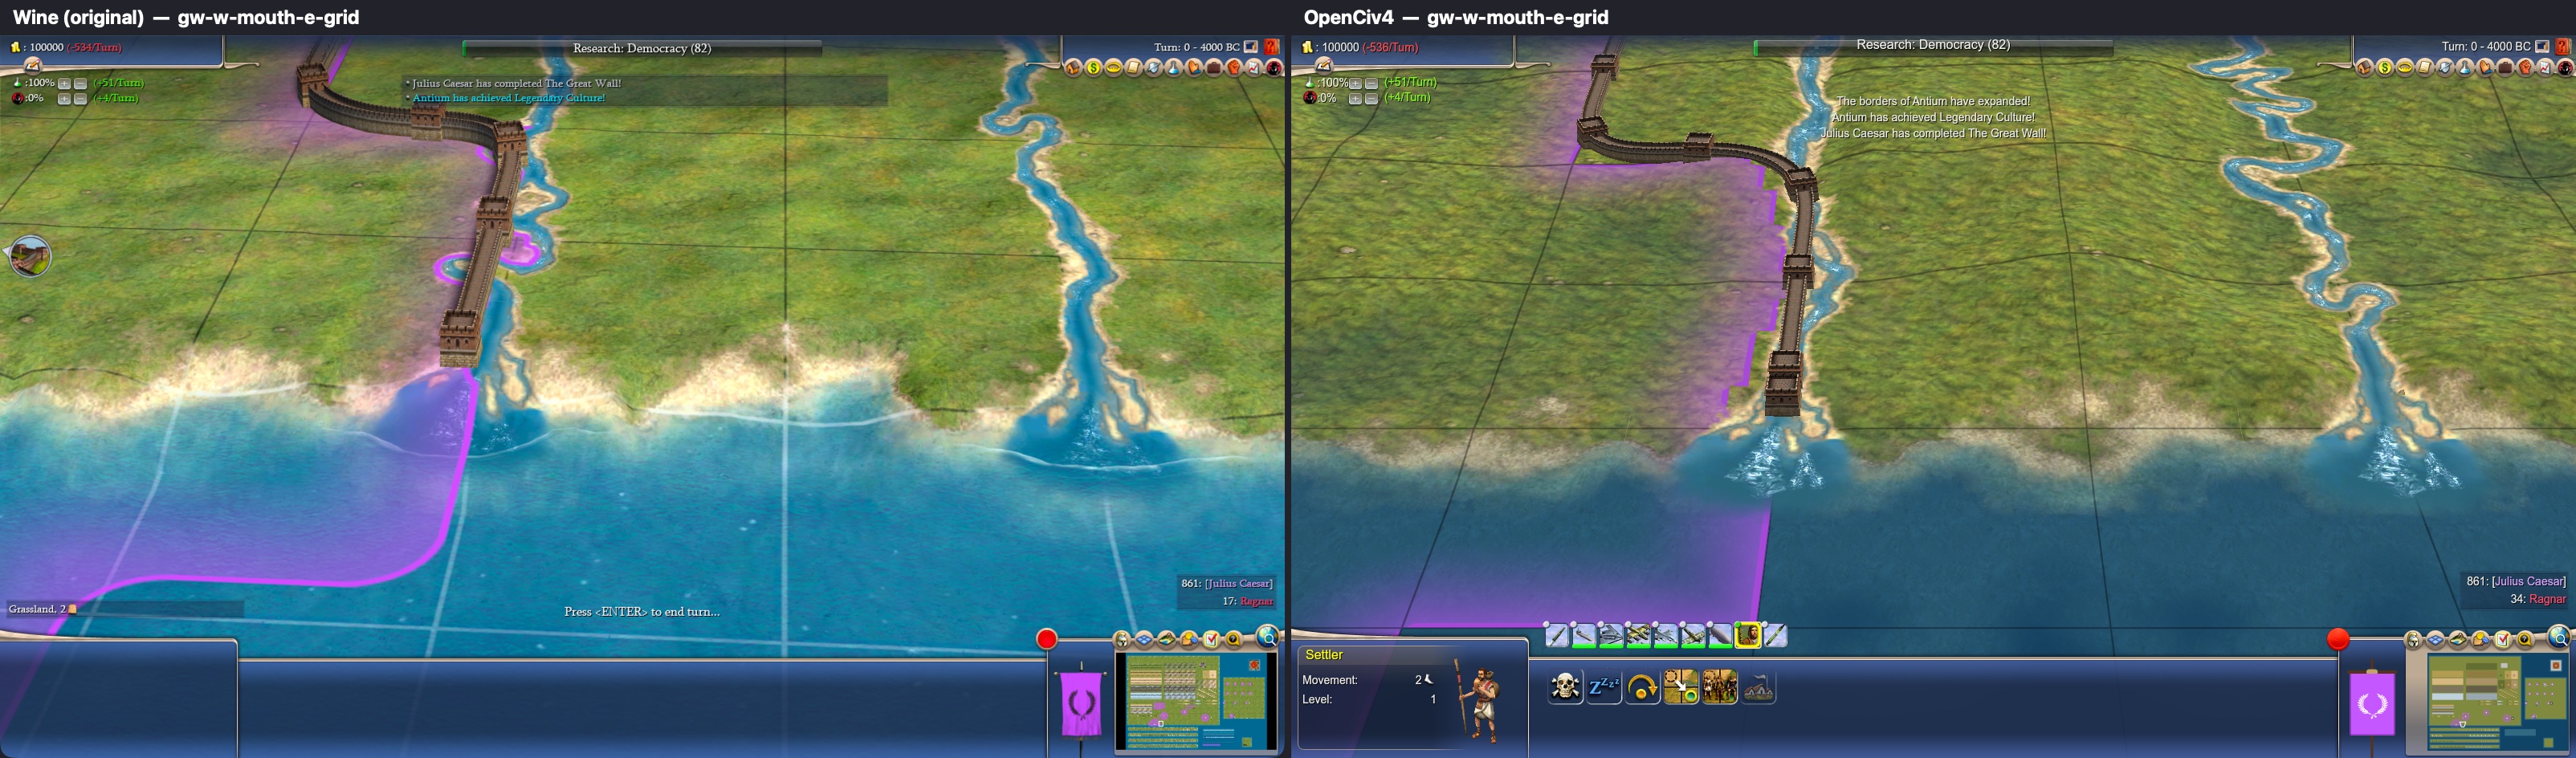 Wine (original) — gw-w-mouth-e-grid
: 100000 (-534/Turn)
Research: Democracy (82)
Turn: 0 - 4000 BC
:100% (+51/Turn)
:0% (+4/Turn)
* Julius Caesar has completed The Great Wall!
* Antium has achieved Legendary Culture!
Grassland, 2
Press <ENTER> to end turn...
861: [Julius Caesar]
17: Ragnar
OpenCiv4 — gw-w-mouth-e-grid
: 100000 (-536/Turn)
Research: Democracy (82)
Turn: 0 - 4000 BC
:100% (+51/Turn)
:0% (+4/Turn)
The borders of Antium have expanded!
Antium has achieved Legendary Culture!
Julius Caesar has completed The Great Wall!
861: [Julius Caesar]
34: Ragnar
Settler
Movement: 2
Level: 1